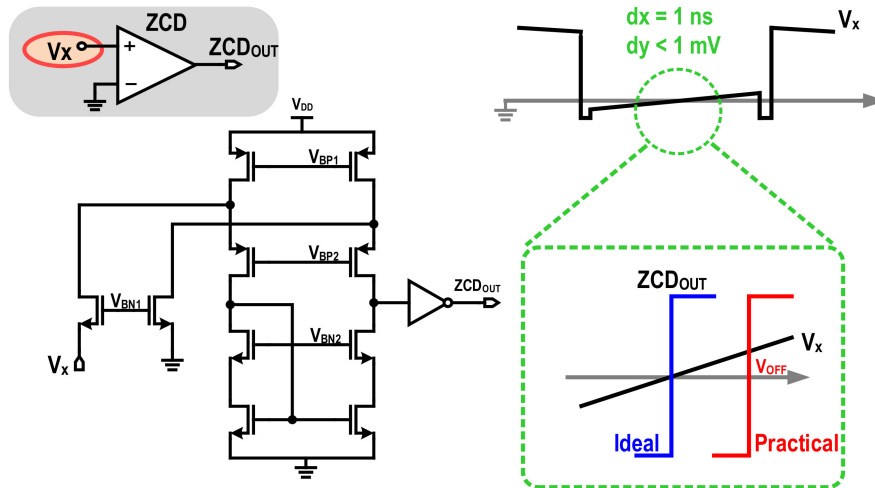 ZCD
Vx
+
−
ZCDOUT
dx = 1 ns
dy < 1 mV
Vx
VDD
VBP1
VBP2
VBN1
VBN2
ZCDOUT
Vx
ZCDOUT
Vx
VOFF
Ideal
Practical